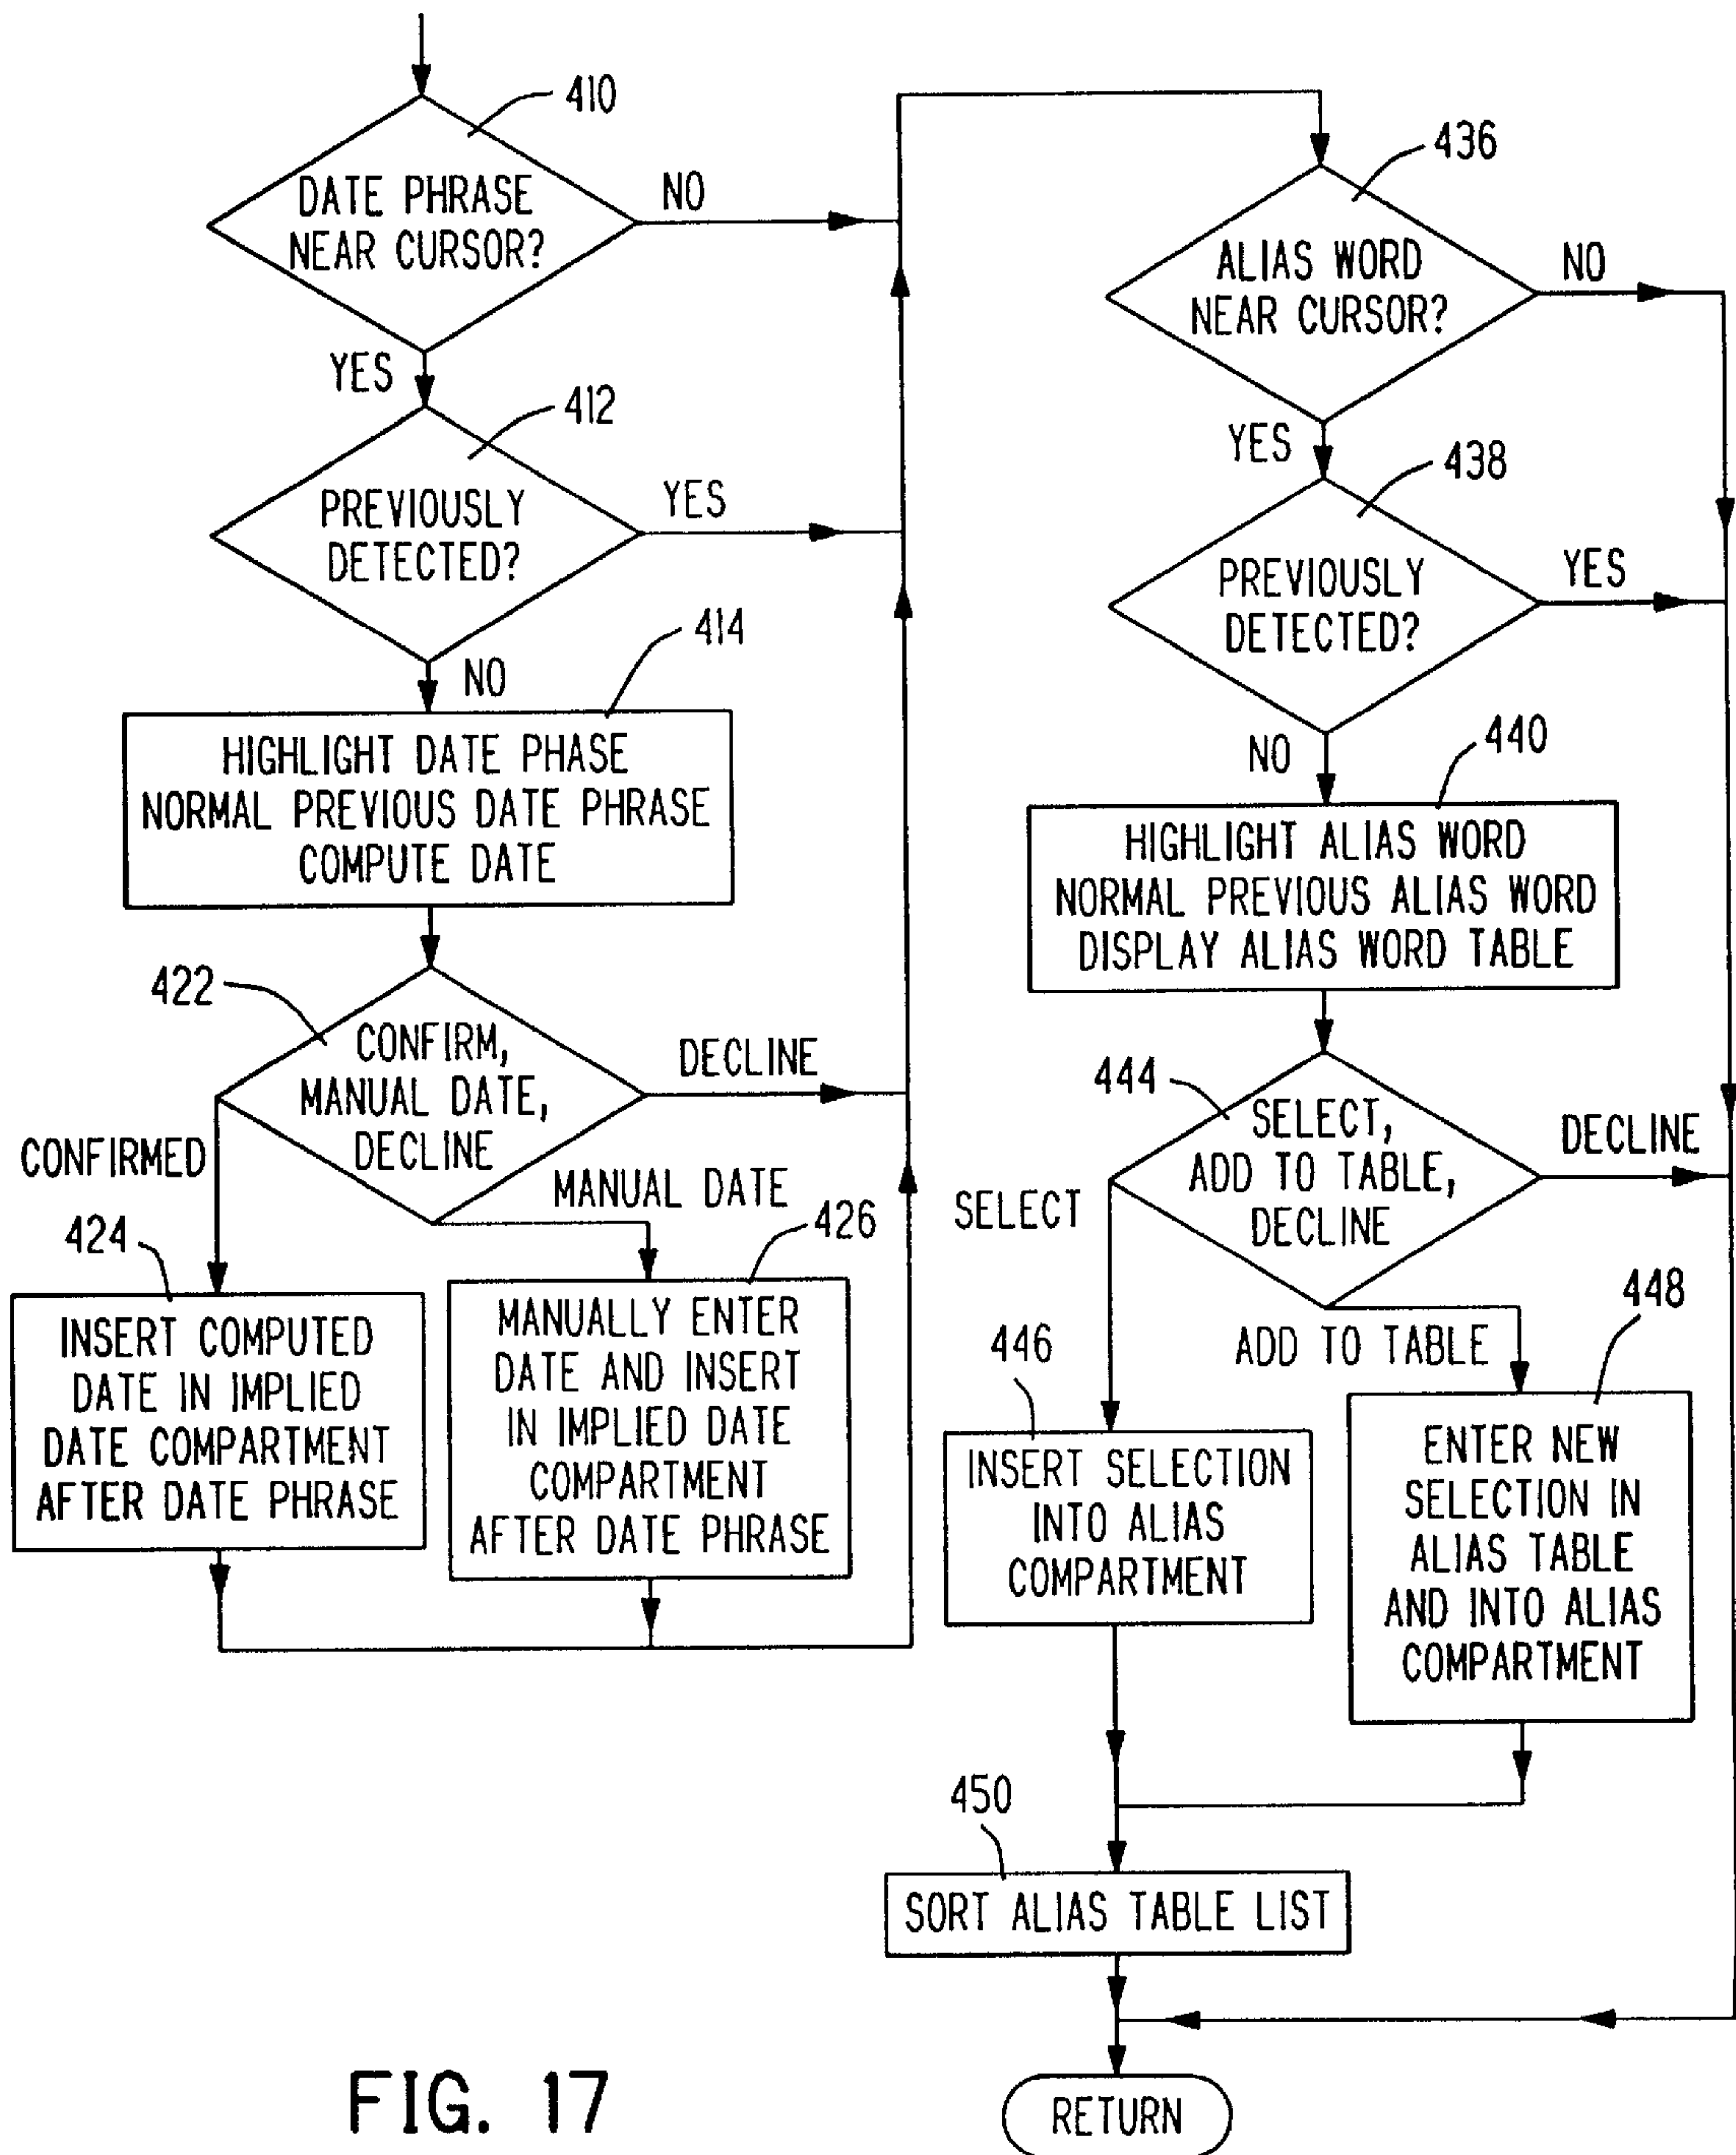 410
DATE PHRASE
NEAR CURSOR?
NO
YES
412
PREVIOUSLY
DETECTED?
YES
NO
414
HIGHLIGHT DATE PHASE
NORMAL PREVIOUS DATE PHRASE
COMPUTE DATE
422
CONFIRM,
MANUAL DATE,
DECLINE
DECLINE
CONFIRMED
MANUAL DATE
424
INSERT COMPUTED
DATE IN IMPLIED
DATE COMPARTMENT
AFTER DATE PHRASE
426
MANUALLY ENTER
DATE AND INSERT
IN IMPLIED DATE
COMPARTMENT
AFTER DATE PHRASE
436
ALIAS WORD
NEAR CURSOR?
NO
YES
438
PREVIOUSLY
DETECTED?
YES
NO
440
HIGHLIGHT ALIAS WORD
NORMAL PREVIOUS ALIAS WORD
DISPLAY ALIAS WORD TABLE
444
SELECT,
ADD TO TABLE,
DECLINE
DECLINE
SELECT
ADD TO TABLE
446
INSERT SELECTION
INTO ALIAS
COMPARTMENT
448
ENTER NEW
SELECTION IN
ALIAS TABLE
AND INTO ALIAS
COMPARTMENT
450
SORT ALIAS TABLE LIST
RETURN
FIG. 17